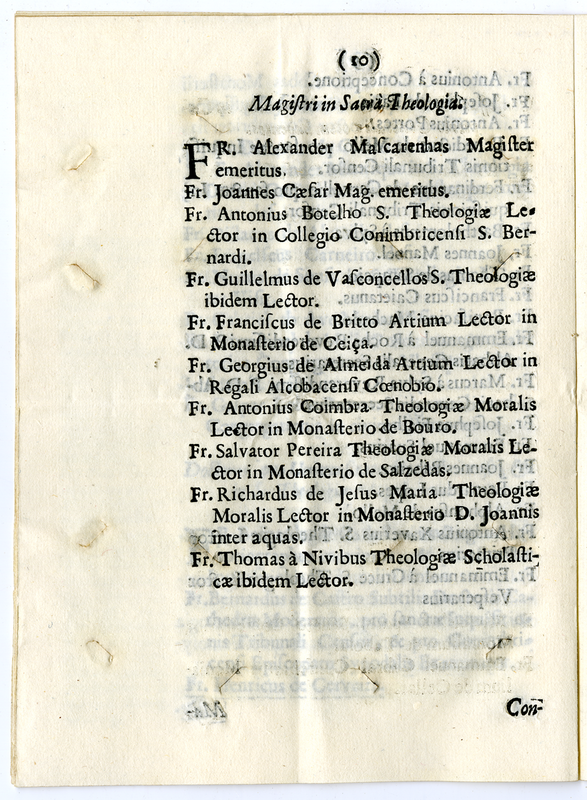 (10)
Magiſtri in Sacra Theologia.
FR. Alexander Maſcarenhas Magiſter
emeritus.
Fr. Joannes Cæſar Mag. emeritus.
Fr. Antonius Botelho S. Theologiæ Le-
ctor in Collegio Conimbricenſi S. Ber-
nardi.
Fr. Guillelmus de Vaſconcellos S. Theologiæ
ibidem Lector.
Fr. Franciſcus de Britto Artium Lector in
Monaſterio de Ceiça.
Fr. Georgius de Almeida Artium Lector in
Regali Alcobacenſi Cœnobio.
Fr. Antonius Coimbra Theologiæ Moralis
Lector in Monaſterio de Bouro.
Fr. Salvator Pereira Theologiæ Moralis Le-
ctor in Monaſterio de Salzedas.
Fr. Richardus de Jeſus Maria Theologiæ
Moralis Lector in Monaſterio D. Joannis
inter aquas.
Fr. Thomas à Nivibus Theologiæ Scholaſti-
cæ ibidem Lector.
Con-